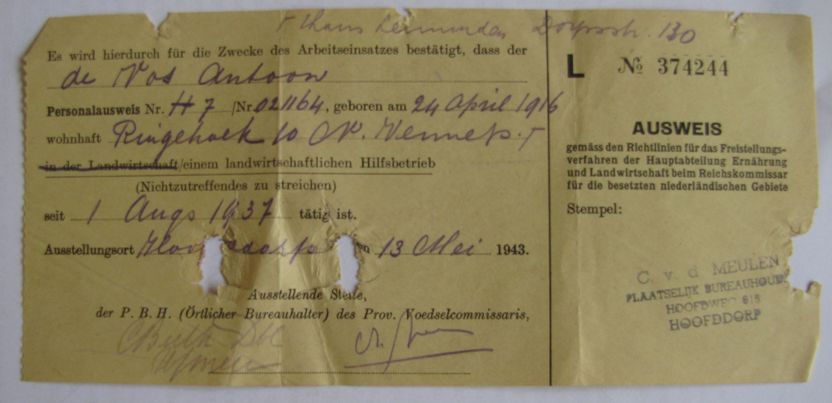 Dorpsstr. 130
Es wird hierdurch für die Zwecke des Arbeitseinsatzes bestätigt, dass der
de Vos Antoon
Personalausweis Nr. H 7 /Nr. 021164, geboren am 24 April 1916
wohnhaft Ringehoek 10 N. Vennep
in der Landwirtschaft/einem landwirtschaftlichen Hilfsbetrieb
(Nichtzutreffendes zu streichen)
seit 1 Augs 1937 tätig ist.
Ausstellungsort 13 Mei 1943.
Ausstellende Stelle,
der P. B. H. (Örtlicher Bureauhalter) des Prov. Voedselcommissaris,
L № 374244
AUSWEIS
gemäss den Richtlinien für das Freistellungs-
verfahren der Hauptabteilung Ernährung
und Landwirtschaft beim Reichskommissar
für die besetzten niederländischen Gebiete
Stempel:
C. v. d. MEULEN
PLAATSELIJK BUREAUHOUDE
HOOFDWEG 615
HOOFDDORP